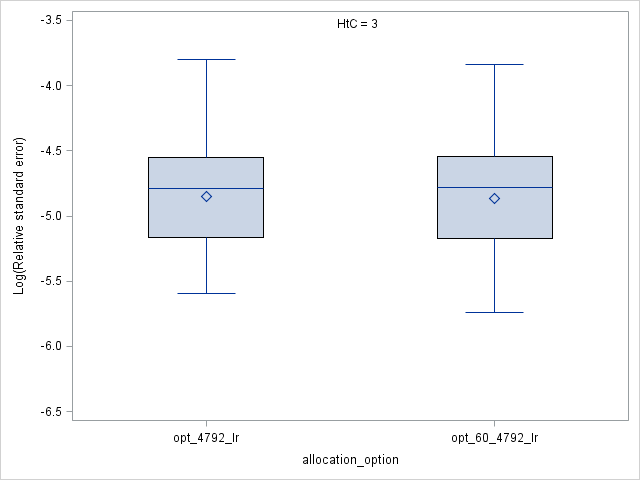 HtC = 3
-3.5
-4.0
-4.5
-5.0
-5.5
-6.0
-6.5
Log(Relative standard error)
opt_4792_lr opt_60_4792_lr
allocation_option